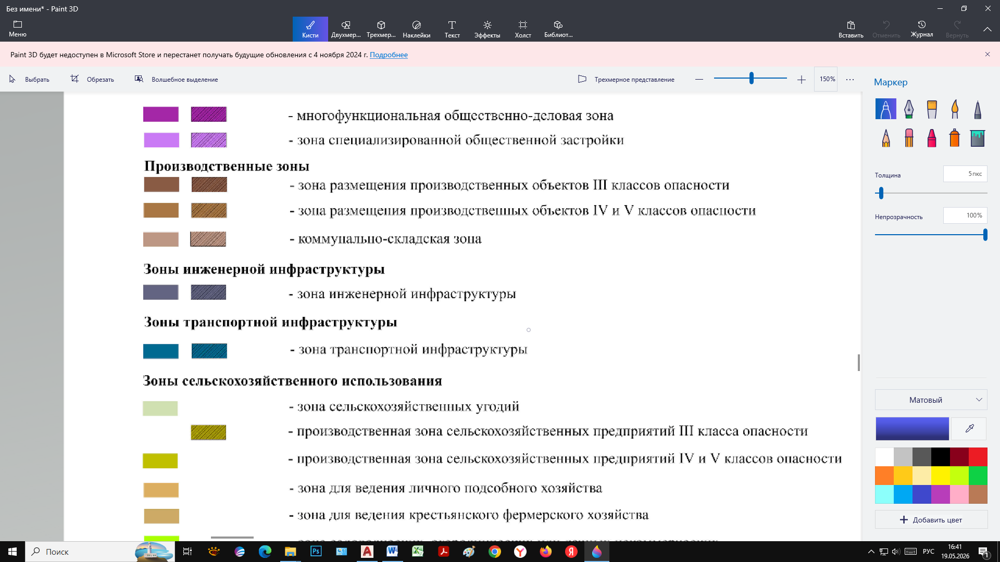 Без имени* - Paint 3D
Меню
Кисти
Двухмер...
Трехмер...
Наклейки
Текст
Эффекты
Холст
Библиот...
Вставить
Отменить
Журнал
Вернуть
Paint 3D будет недоступен в Microsoft Store и перестанет получать будущие обновления с 4 ноября 2024 г. Подробнее
Выбрать
Обрезать
Волшебное выделение
Трехмерное представление
150%
Маркер
Толщина
5пкс
Непрозрачность
100%
Матовый
Добавить цвет
- многофункциональная общественно-деловая зона
- зона специализированной общественной застройки
Производственные зоны
- зона размещения производственных объектов III классов опасности
- зона размещения производственных объектов IV и V классов опасности
- коммунально-складская зона
Зоны инженерной инфраструктуры
- зона инженерной инфраструктуры
Зоны транспортной инфраструктуры
- зона транспортной инфраструктуры
Зоны сельскохозяйственного использования
- зона сельскохозяйственных угодий
- производственная зона сельскохозяйственных предприятий III класса опасности
- производственная зона сельскохозяйственных предприятий IV и V классов опасности
- зона для ведения личного подсобного хозяйства
- зона для ведения крестьянского фермерского хозяйства
Поиск
РУС
16:41
19.05.2026
1